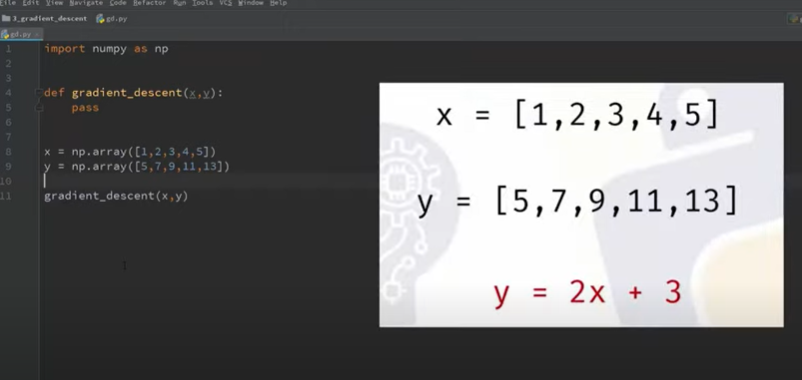 File Edit View Navigate Code Refactor Run Tools VCS Window Help
3_gradient_descent gd.py
gd.py
1 import numpy as np
2
3
4 def gradient_descent(x,y):
5     pass
6
7
8 x = np.array([1,2,3,4,5])
9 y = np.array([5,7,9,11,13])
10
11 gradient_descent(x,y)
x = [1,2,3,4,5]
y = [5,7,9,11,13]
y = 2x + 3